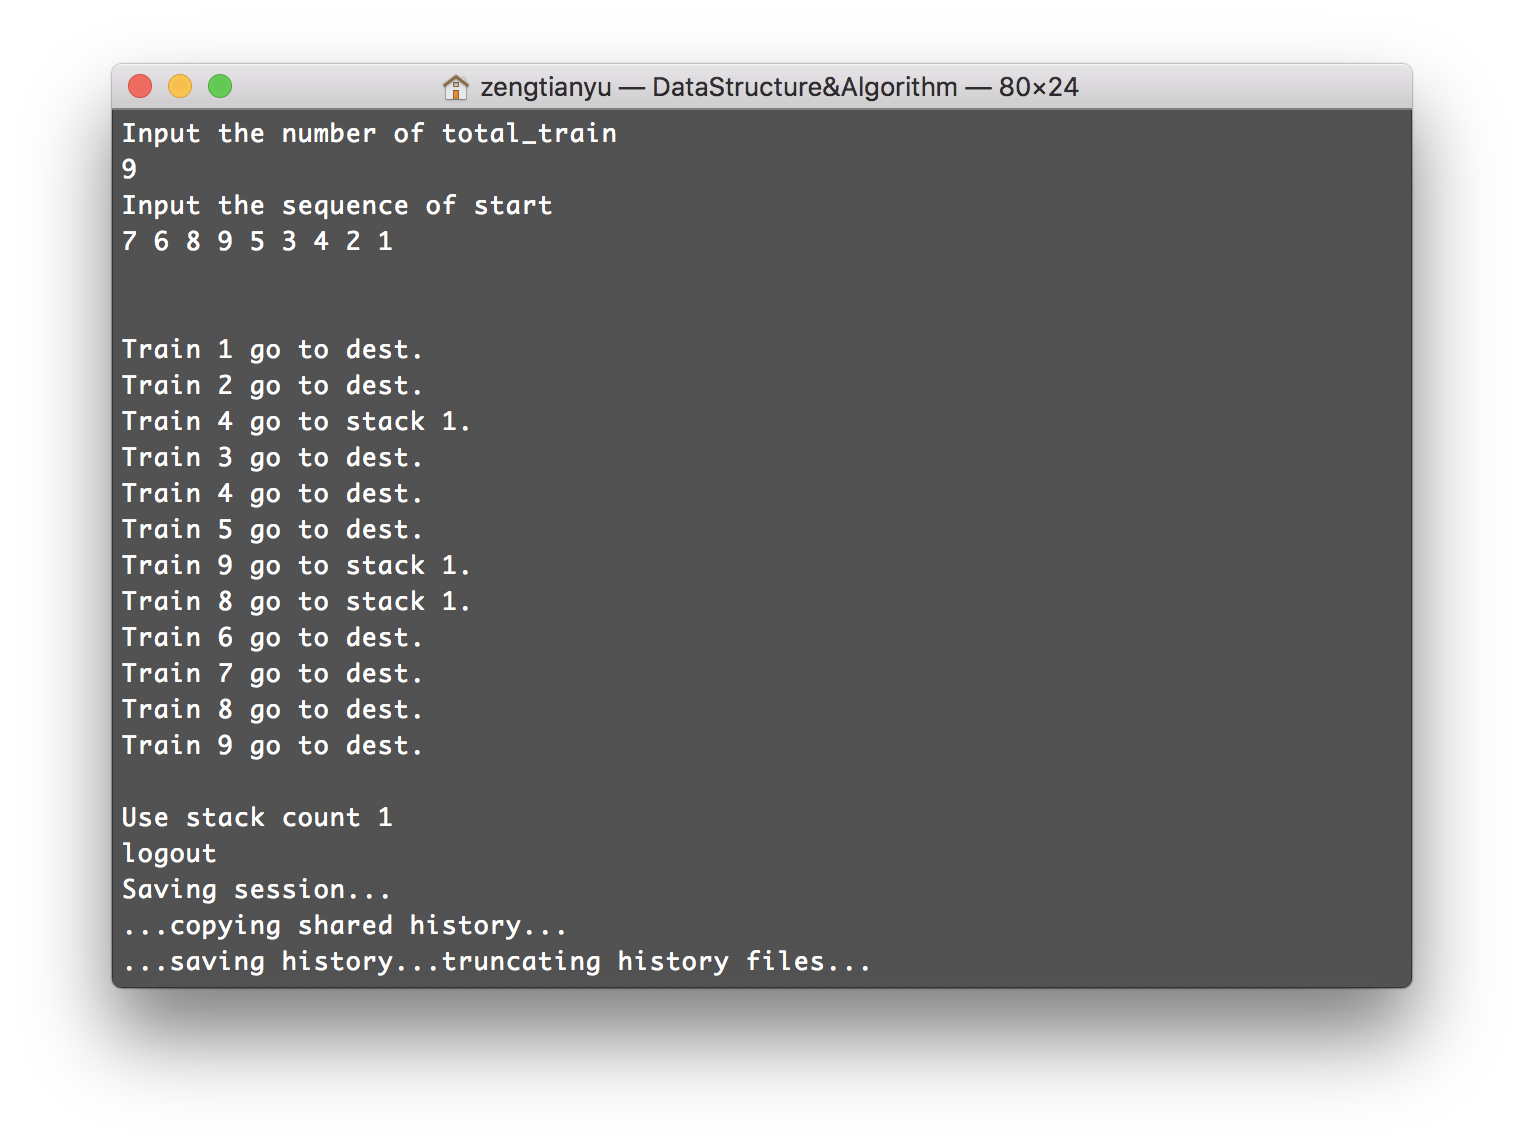 zengtianyu — DataStructure&Algorithm — 80×24
Input the number of total_train
9
Input the sequence of start
7 6 8 9 5 3 4 2 1
Train 1 go to dest.
Train 2 go to dest.
Train 4 go to stack 1.
Train 3 go to dest.
Train 4 go to dest.
Train 5 go to dest.
Train 9 go to stack 1.
Train 8 go to stack 1.
Train 6 go to dest.
Train 7 go to dest.
Train 8 go to dest.
Train 9 go to dest.
Use stack count 1
logout
Saving session...
...copying shared history...
...saving history...truncating history files...